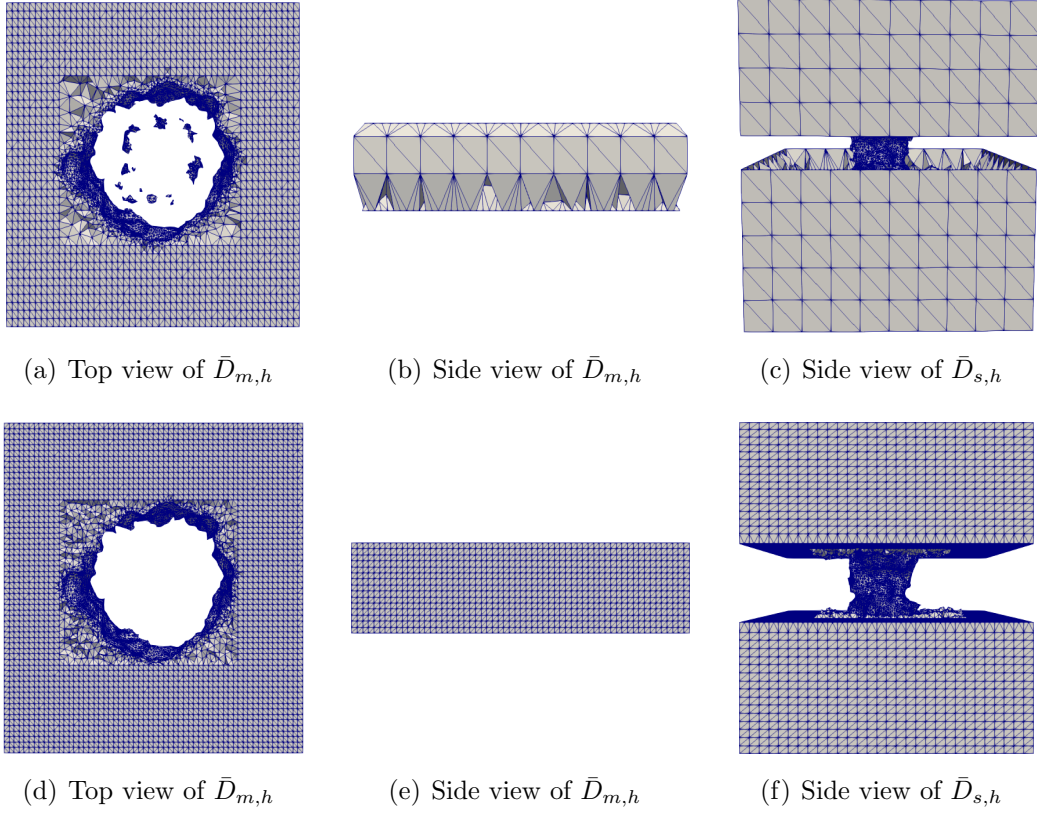 (a) Top view of D̄_{m,h}
(b) Side view of D̄_{m,h}
(c) Side view of D̄_{s,h}
(d) Top view of D̄_{m,h}
(e) Side view of D̄_{m,h}
(f) Side view of D̄_{s,h}